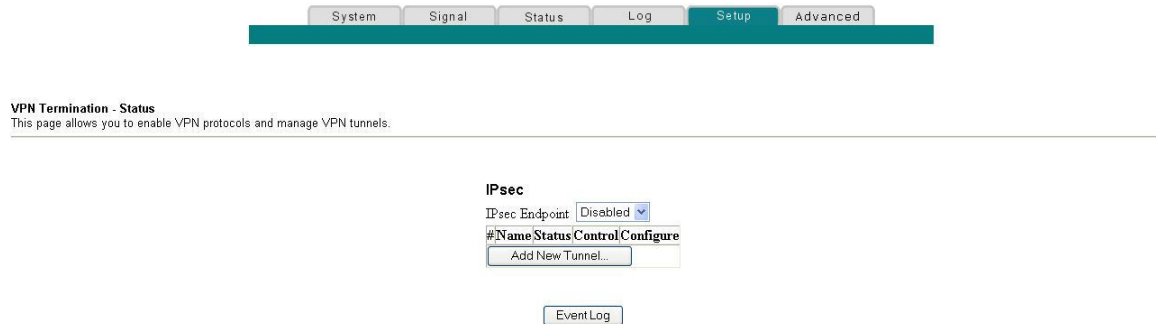 System Signal Status Log Setup Advanced
VPN Termination - Status
This page allows you to enable VPN protocols and manage VPN tunnels.
IPsec
IPsec Endpoint Disabled
# Name Status Control Configure
Add New Tunnel...
Event Log